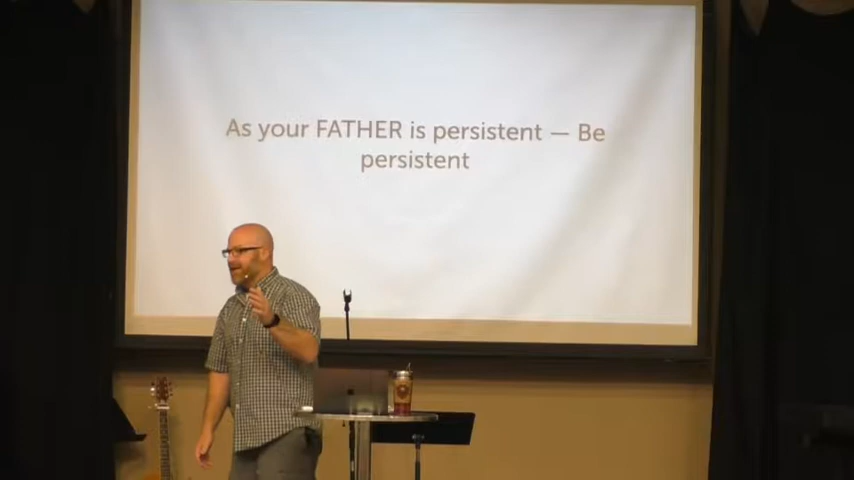 As your FATHER is persistent — Be
persistent